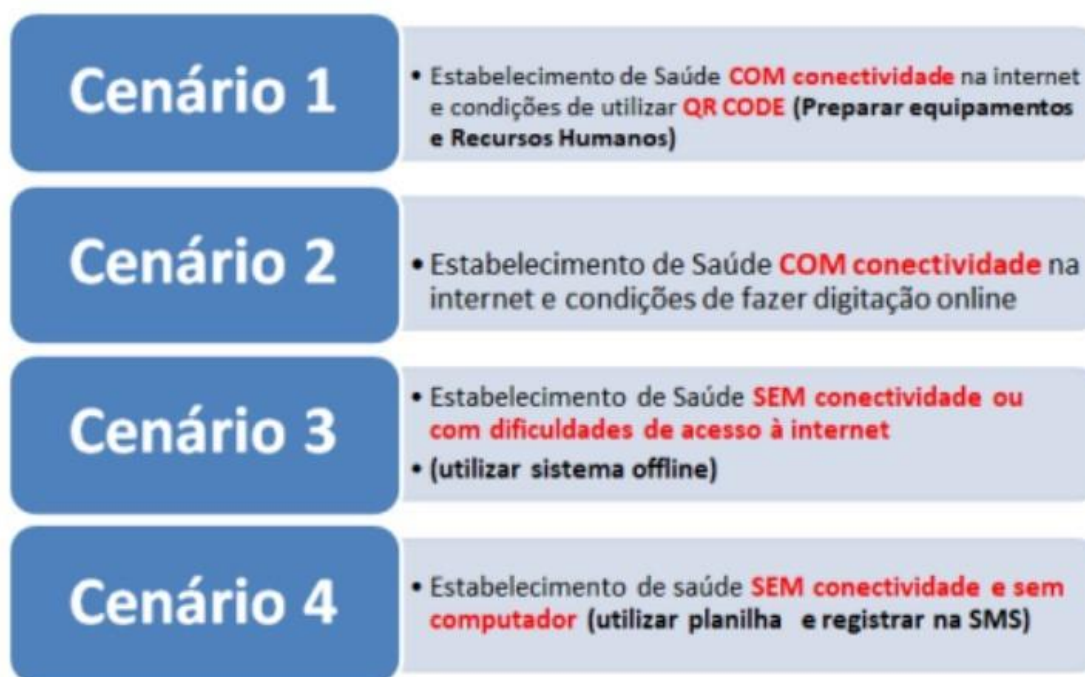 Cenário 1
• Estabelecimento de Saúde COM conectividade na internet
e condições de utilizar QR CODE (Preparar equipamentos
e Recursos Humanos)
Cenário 2
• Estabelecimento de Saúde COM conectividade na
internet e condições de fazer digitação online
Cenário 3
• Estabelecimento de Saúde SEM conectividade ou
com dificuldades de acesso à internet
• (utilizar sistema offline)
Cenário 4
• Estabelecimento de saúde SEM conectividade e sem
computador (utilizar planilha e registrar na SMS)